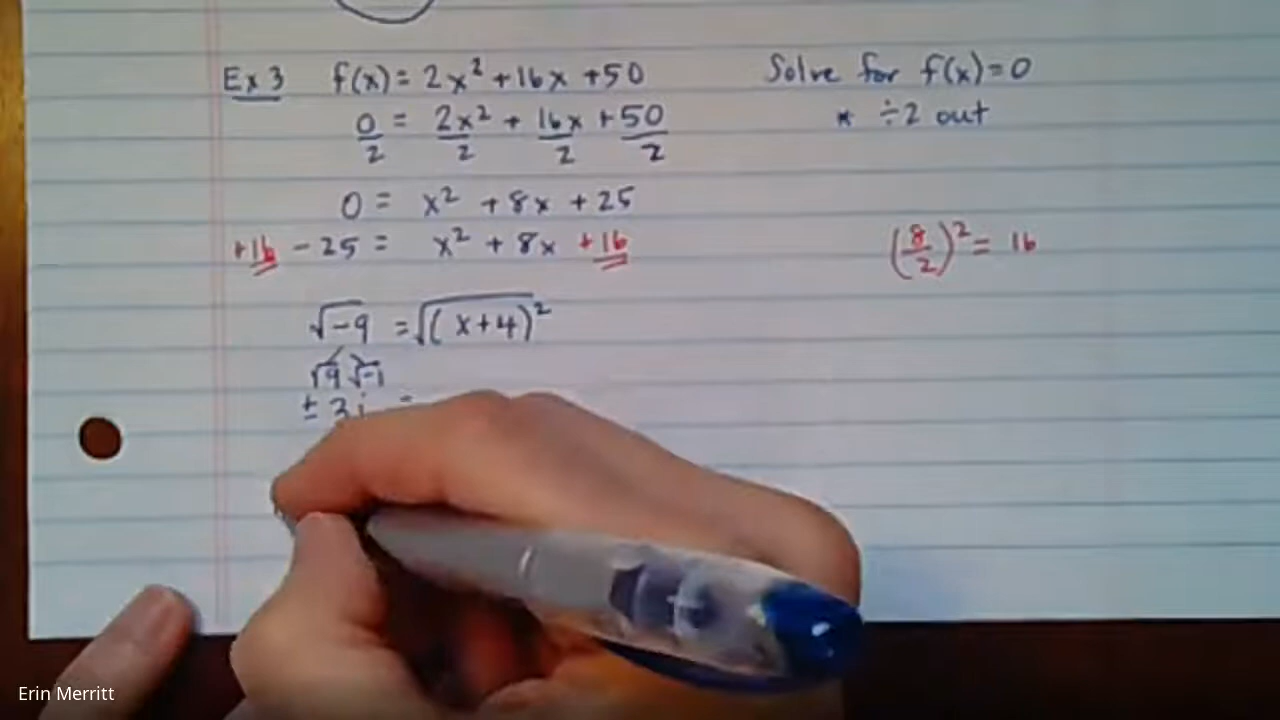 Ex 3 f(x) = 2x² + 16x + 50 Solve for f(x) = 0
0/2 = 2x²/2 + 16x/2 + 50/2 * ÷2 out
0 = x² + 8x + 25
+16 - 25 = x² + 8x +16 (8/2)² = 16
√-9 = √(x+4)²
√9 √-1
± 3i =
Erin Merritt